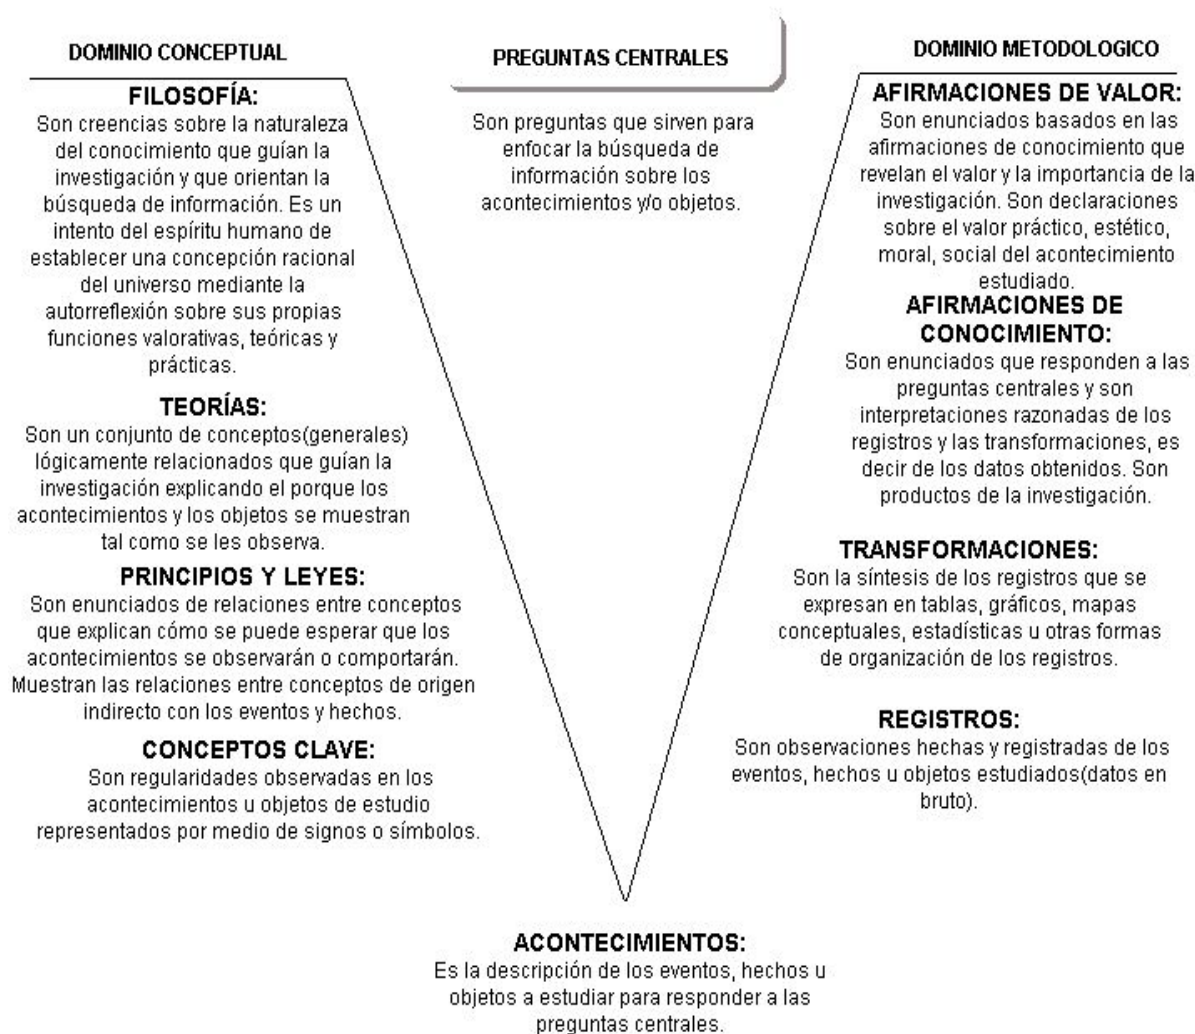 DOMINIO CONCEPTUAL
FILOSOFÍA:
Son creencias sobre la naturaleza
del conocimiento que guían la
investigación y que orientan la
búsqueda de información. Es un
intento del espíritu humano de
establecer una concepción racional
del universo mediante la
autorreflexión sobre sus propias
funciones valorativas, teóricas y
prácticas.
TEORÍAS:
Son un conjunto de conceptos(generales)
lógicamente relacionados que guían la
investigación explicando el porque los
acontecimientos y los objetos se muestran
tal como se les observa.
PRINCIPIOS Y LEYES:
Son enunciados de relaciones entre conceptos
que explican cómo se puede esperar que los
acontecimientos se observarán o comportarán.
Muestran las relaciones entre conceptos de origen
indirecto con los eventos y hechos.
CONCEPTOS CLAVE:
Son regularidades observadas en los
acontecimientos u objetos de estudio
representados por medio de signos o símbolos.
PREGUNTAS CENTRALES
Son preguntas que sirven para
enfocar la búsqueda de
información sobre los
acontecimientos y/o objetos.
DOMINIO METODOLOGICO
AFIRMACIONES DE VALOR:
Son enunciados basados en las
afirmaciones de conocimiento que
revelan el valor y la importancia de la
investigación. Son declaraciones
sobre el valor práctico, estético,
moral, social del acontecimiento
estudiado.
AFIRMACIONES DE
CONOCIMIENTO:
Son enunciados que responden a las
preguntas centrales y son
interpretaciones razonadas de los
registros y las transformaciones, es
decir de los datos obtenidos. Son
productos de la investigación.
TRANSFORMACIONES:
Son la síntesis de los registros que se
expresan en tablas, gráficos, mapas
conceptuales, estadísticas u otras formas
de organización de los registros.
REGISTROS:
Son observaciones hechas y registradas de los
eventos, hechos u objetos estudiados(datos en
bruto).
ACONTECIMIENTOS:
Es la descripción de los eventos, hechos u
objetos a estudiar para responder a las
preguntas centrales.